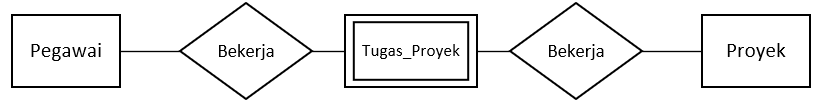 Pegawai
Bekerja
Tugas_Proyek
Bekerja
Proyek